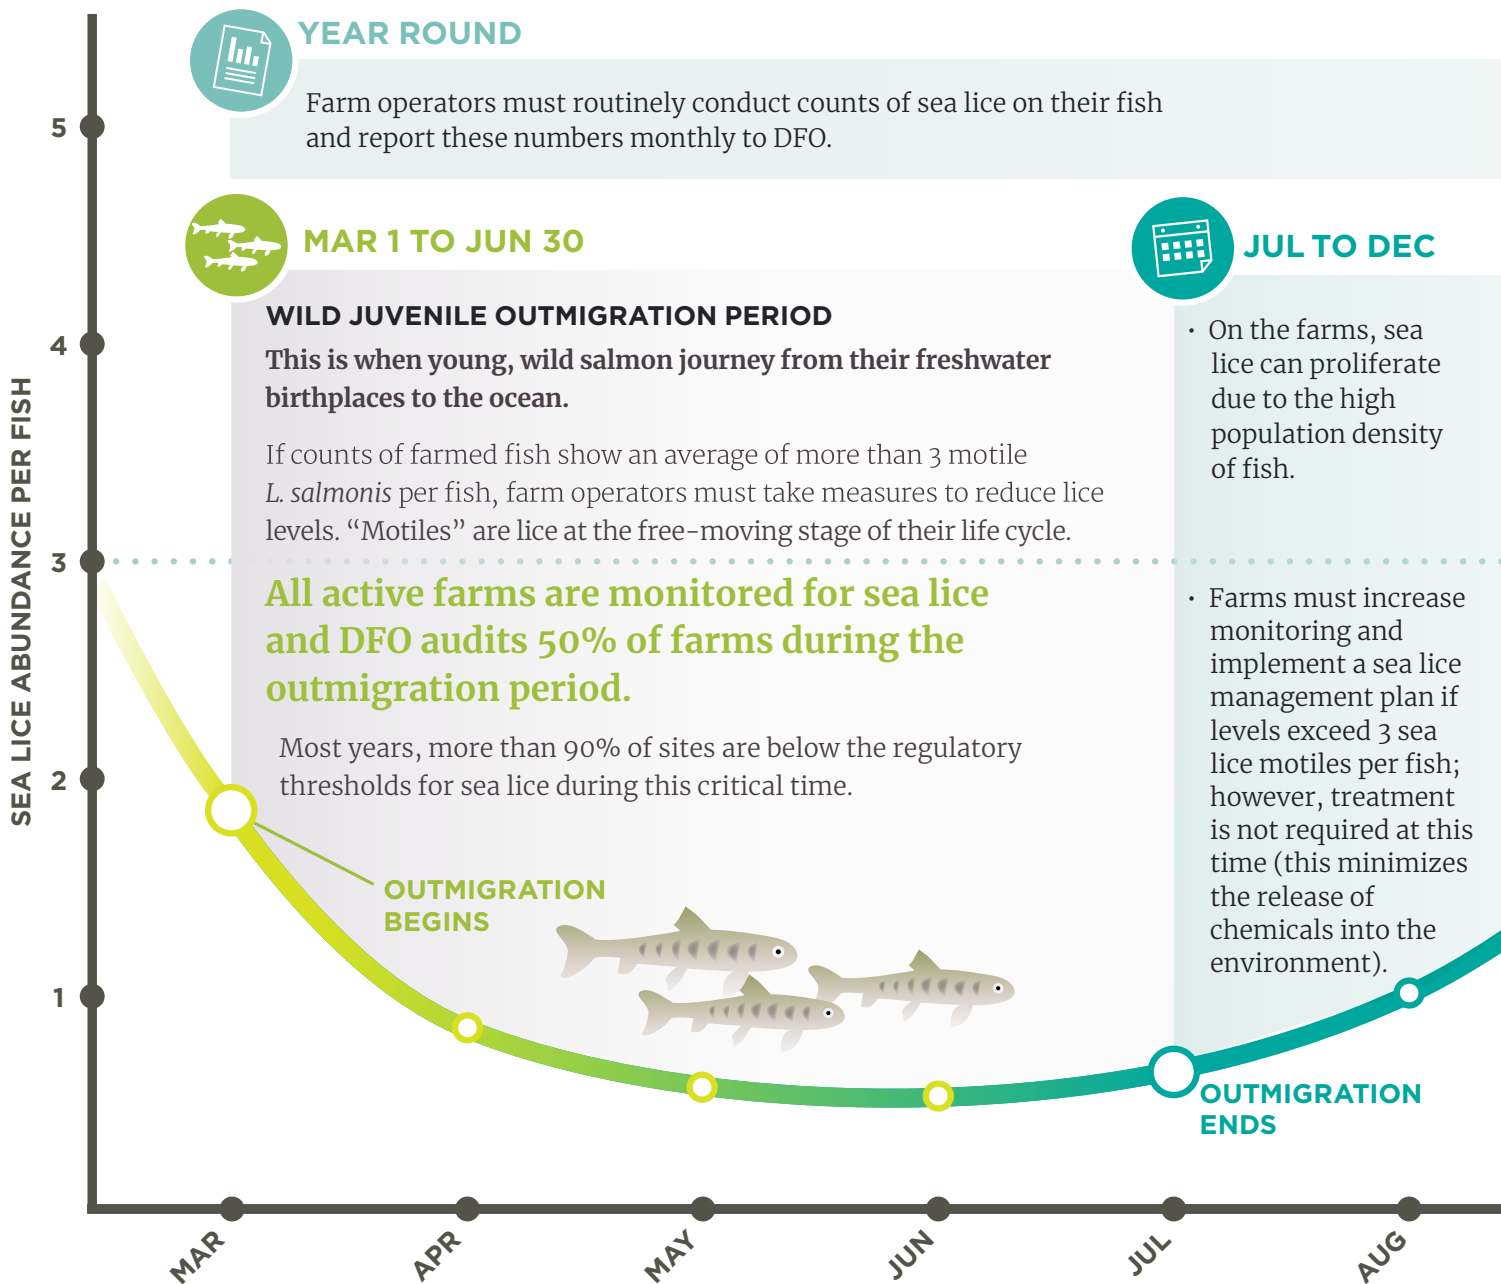 YEAR ROUND
Farm operators must routinely conduct counts of sea lice on their fish
and report these numbers monthly to DFO.
MAR 1 TO JUN 30
WILD JUVENILE OUTMIGRATION PERIOD
This is when young, wild salmon journey from their freshwater
birthplaces to the ocean.
If counts of farmed fish show an average of more than 3 motile
L. salmonis per fish, farm operators must take measures to reduce lice
levels. “Motiles” are lice at the free-moving stage of their life cycle.
All active farms are monitored for sea lice
and DFO audits 50% of farms during the
outmigration period.
Most years, more than 90% of sites are below the regulatory
thresholds for sea lice during this critical time.
OUTMIGRATION
BEGINS
JUL TO DEC
· On the farms, sea
lice can proliferate
due to the high
population density
of fish.
· Farms must increase
monitoring and
implement a sea lice
management plan if
levels exceed 3 sea
lice motiles per fish;
however, treatment
is not required at this
time (this minimizes
the release of
chemicals into the
environment).
OUTMIGRATION
ENDS
SEA LICE ABUNDANCE PER FISH
5
4
3
2
1
MAR
APR
MAY
JUN
JUL
AUG